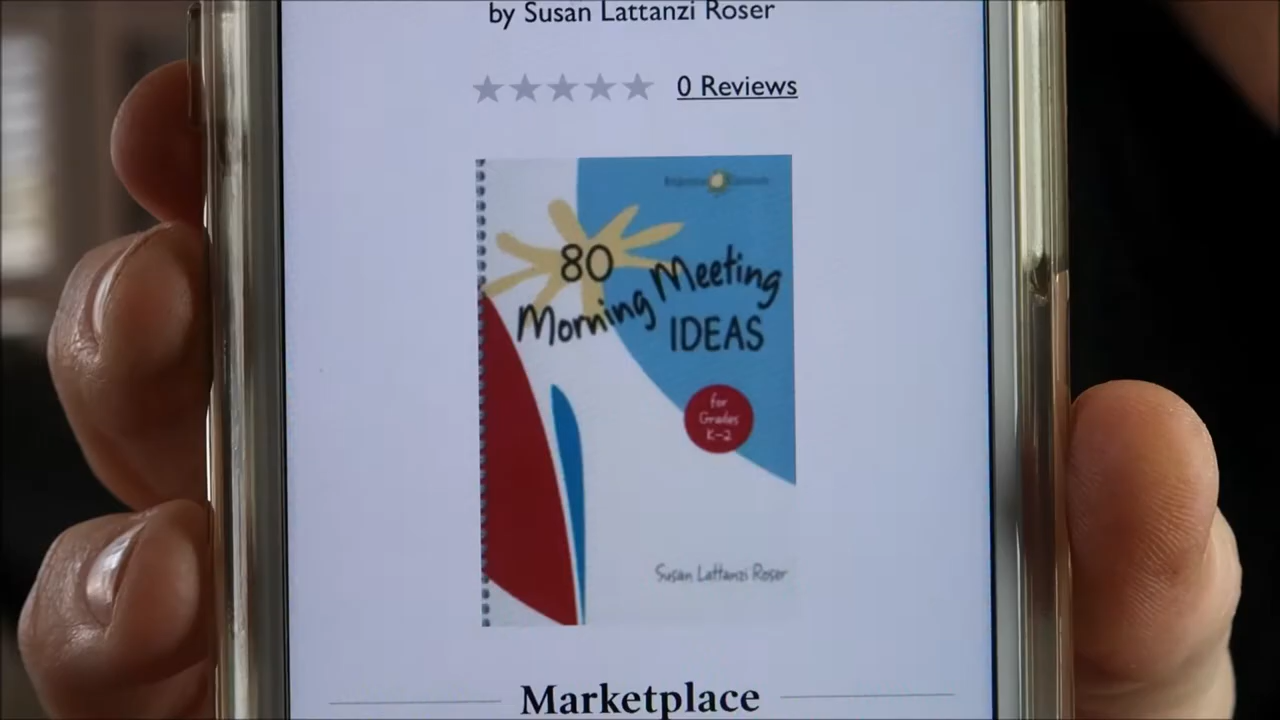 by Susan Lattanzi Roser
0 Reviews
80
Morning Meeting
IDEAS
for
Grades
K-2
Susan Lattanzi Roser
Marketplace